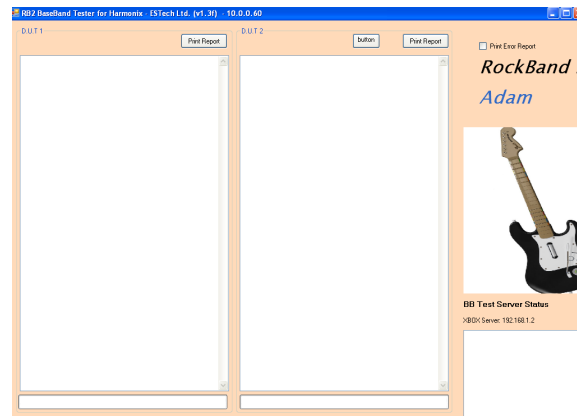 RB2 BaseBand Tester for Harmonix - ESTech Ltd. (v1.3f) - 10.0.0.60
D.U.T 1
Print Report
D.U.T 2
button
Print Report
Print Error Report
RockBand
Adam
BB Test Server Status
XBOX Server: 192.168.1.2